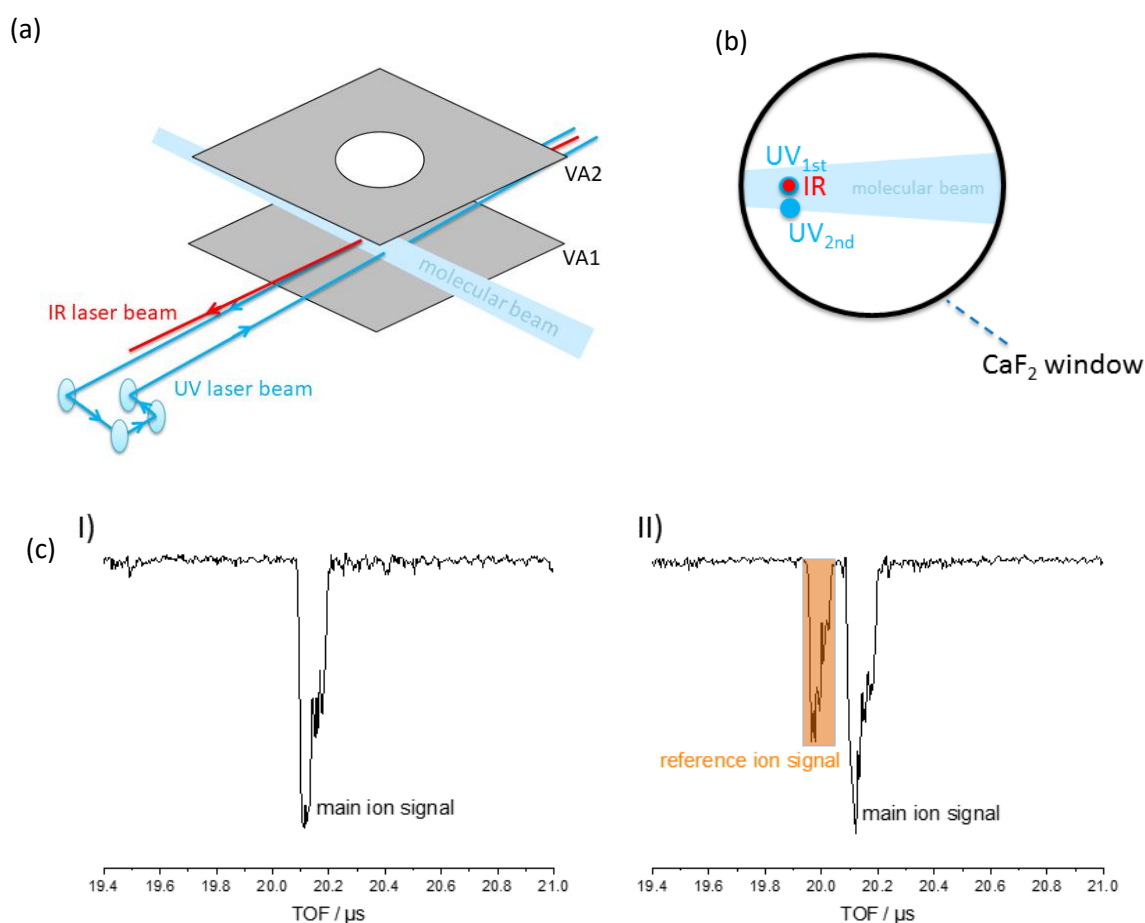 (a)
VA2
VA1
molecular beam
IR laser beam
UV laser beam
(b)
UV1st
IR
molecular beam
UV2nd
CaF2 window
(c)
I)
main ion signal
19.4 19.6 19.8 20.0 20.2 20.4 20.6 20.8 21.0
TOF / µs
II)
reference ion signal
main ion signal
19.4 19.6 19.8 20.0 20.2 20.4 20.6 20.8 21.0
TOF / µs